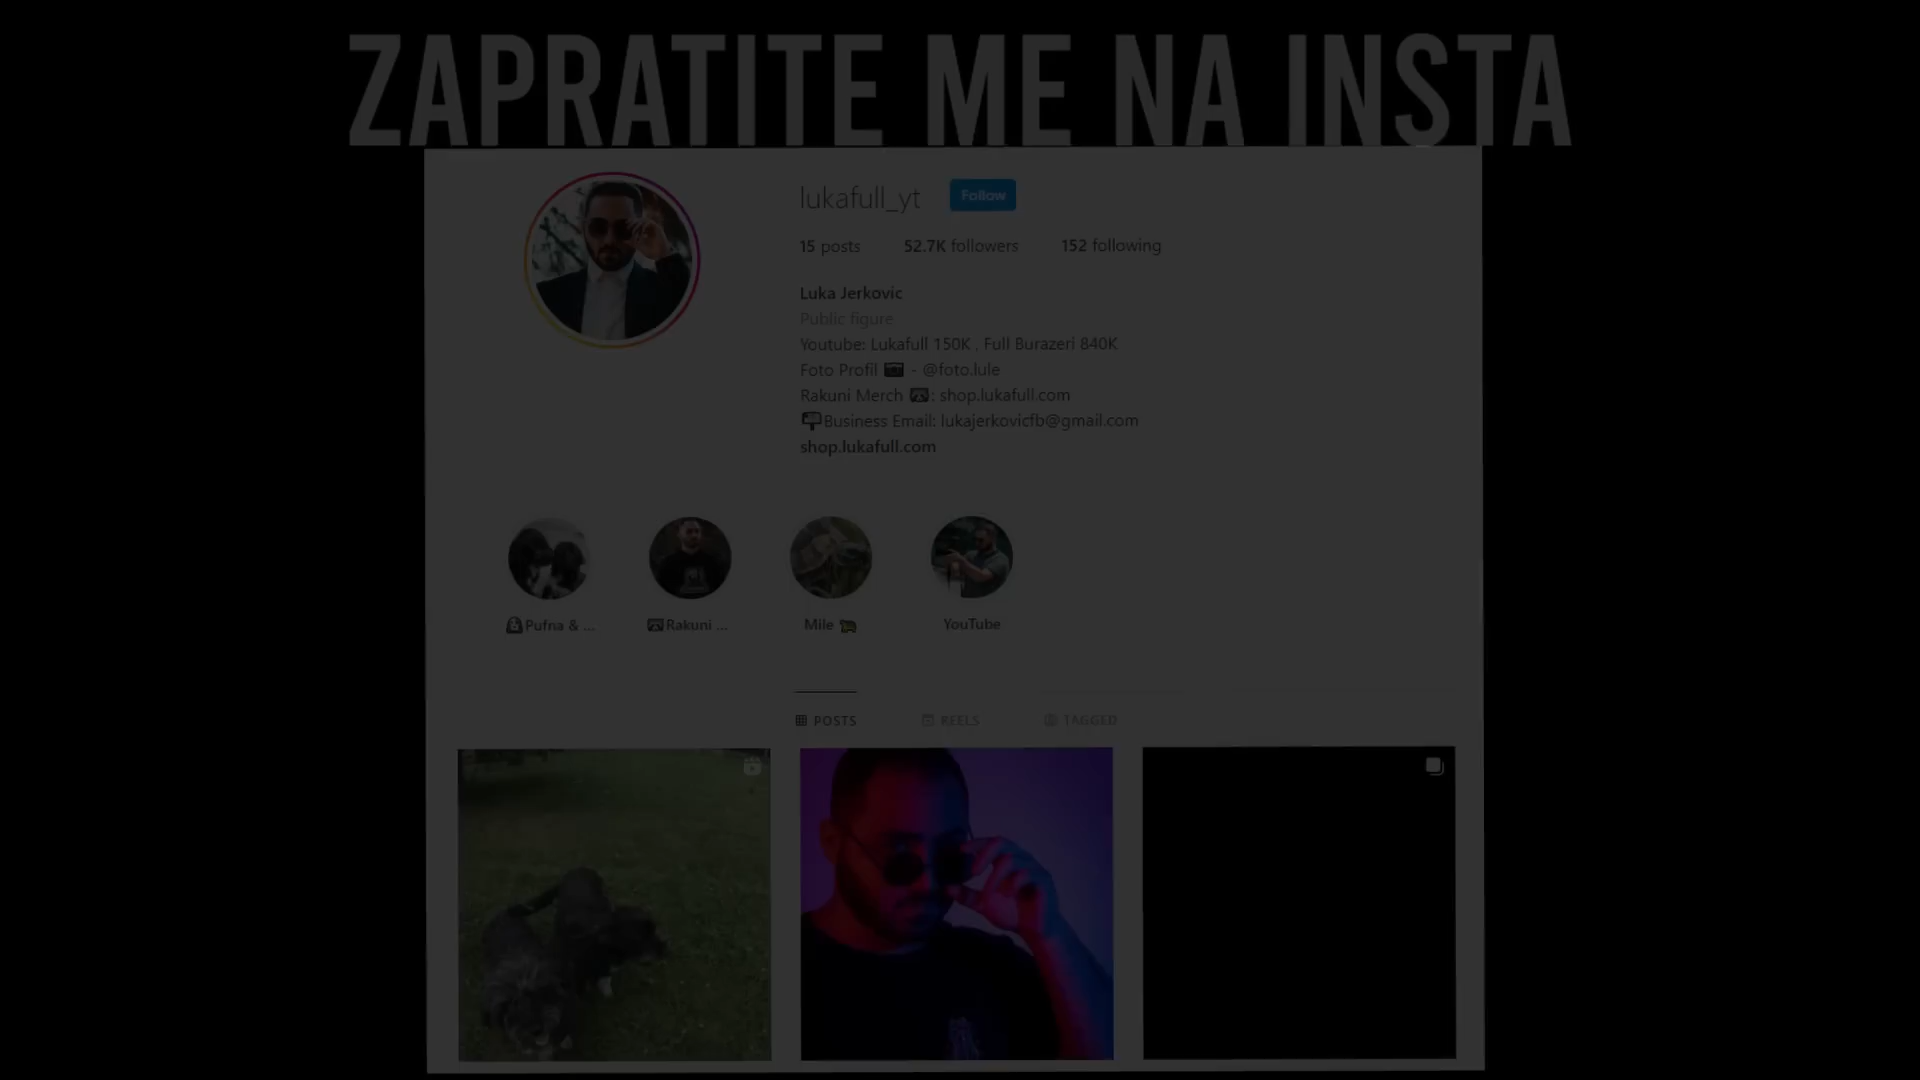 ZAPRATITE ME NA INSTA
lukafull_yt Follow
15 posts 52.7K followers 152 following
Luka Jerkovic
Public figure
Youtube: Lukafull 150K . Full Burazeri 840K
Foto Profil 📷 - @foto.lule
Rakuni Merch 🦝: shop.lukafull.com
📬Business Email: lukajerkovicfb@gmail.com
shop.lukafull.com
Pufna & ... 🦝Rakuni ... Mile 🐅 YouTube
POSTS REELS TAGGED